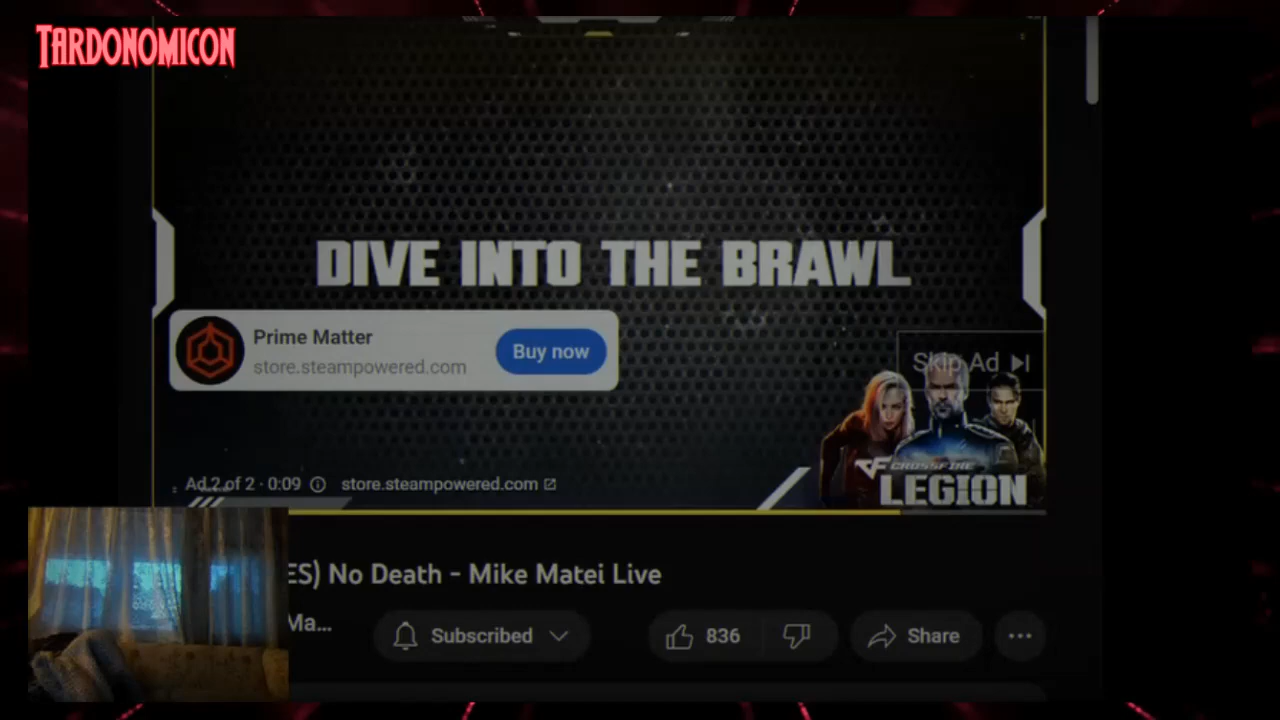 TARDONOMICON
DIVE INTO THE BRAWL
Prime Matter
store.steampowered.com
Buy now
Skip Ad
CROSSFIRE
LEGION
Ad 2 of 2 · 0:09
store.steampowered.com
ES) No Death - Mike Matei Live
Ma...
Subscribed
836
Share